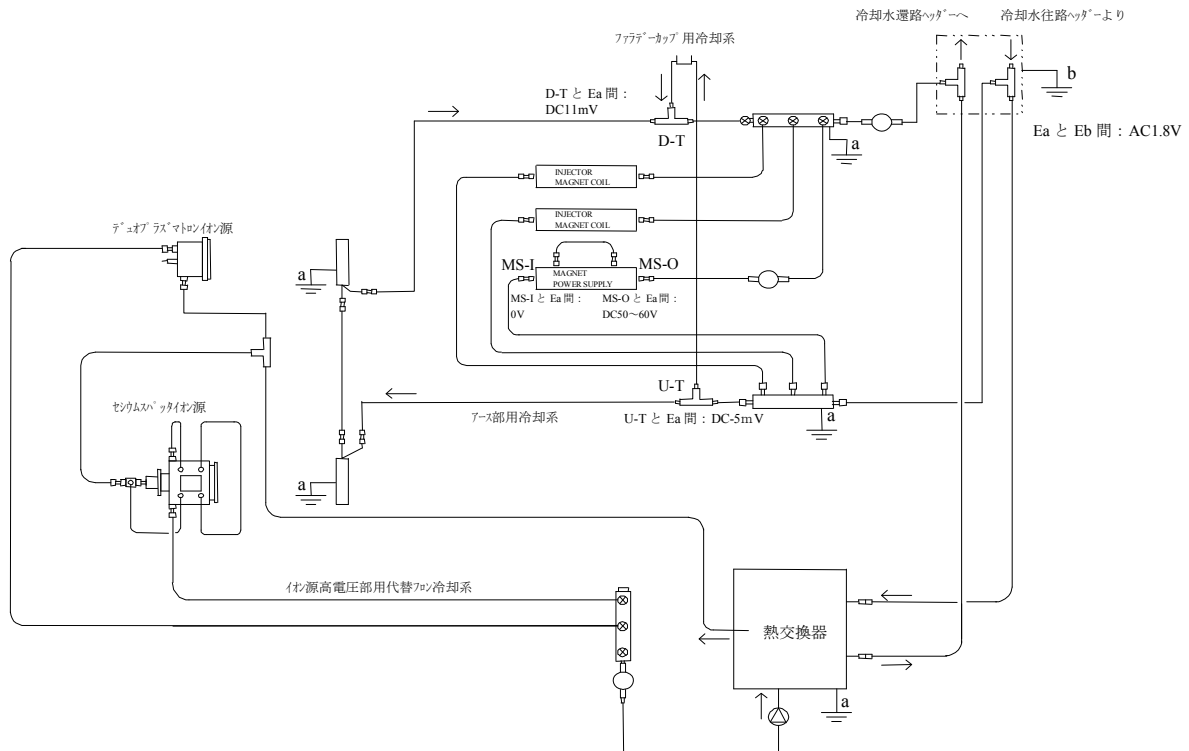 冷却水還路ヘッダーへ
冷却水往路ヘッダーより
ファラデーカップ用冷却系
b
D-T と Ea 間：
DC11mV
D-T
a
Ea と Eb 間：AC1.8V
INJECTOR
MAGNET COIL
INJECTOR
MAGNET COIL
デュオプラズマトロンイオン源
a
MS-I
MAGNET
POWER SUPPLY
MS-O
MS-I と Ea 間：
0V
MS-O と Ea 間：
DC50～60V
U-T
アース部用冷却系
U-T と Ea 間：DC-5mV
a
セシウムスパッタイオン源
a
イオン源高電圧部用代替フロン冷却系
熱交換器
a